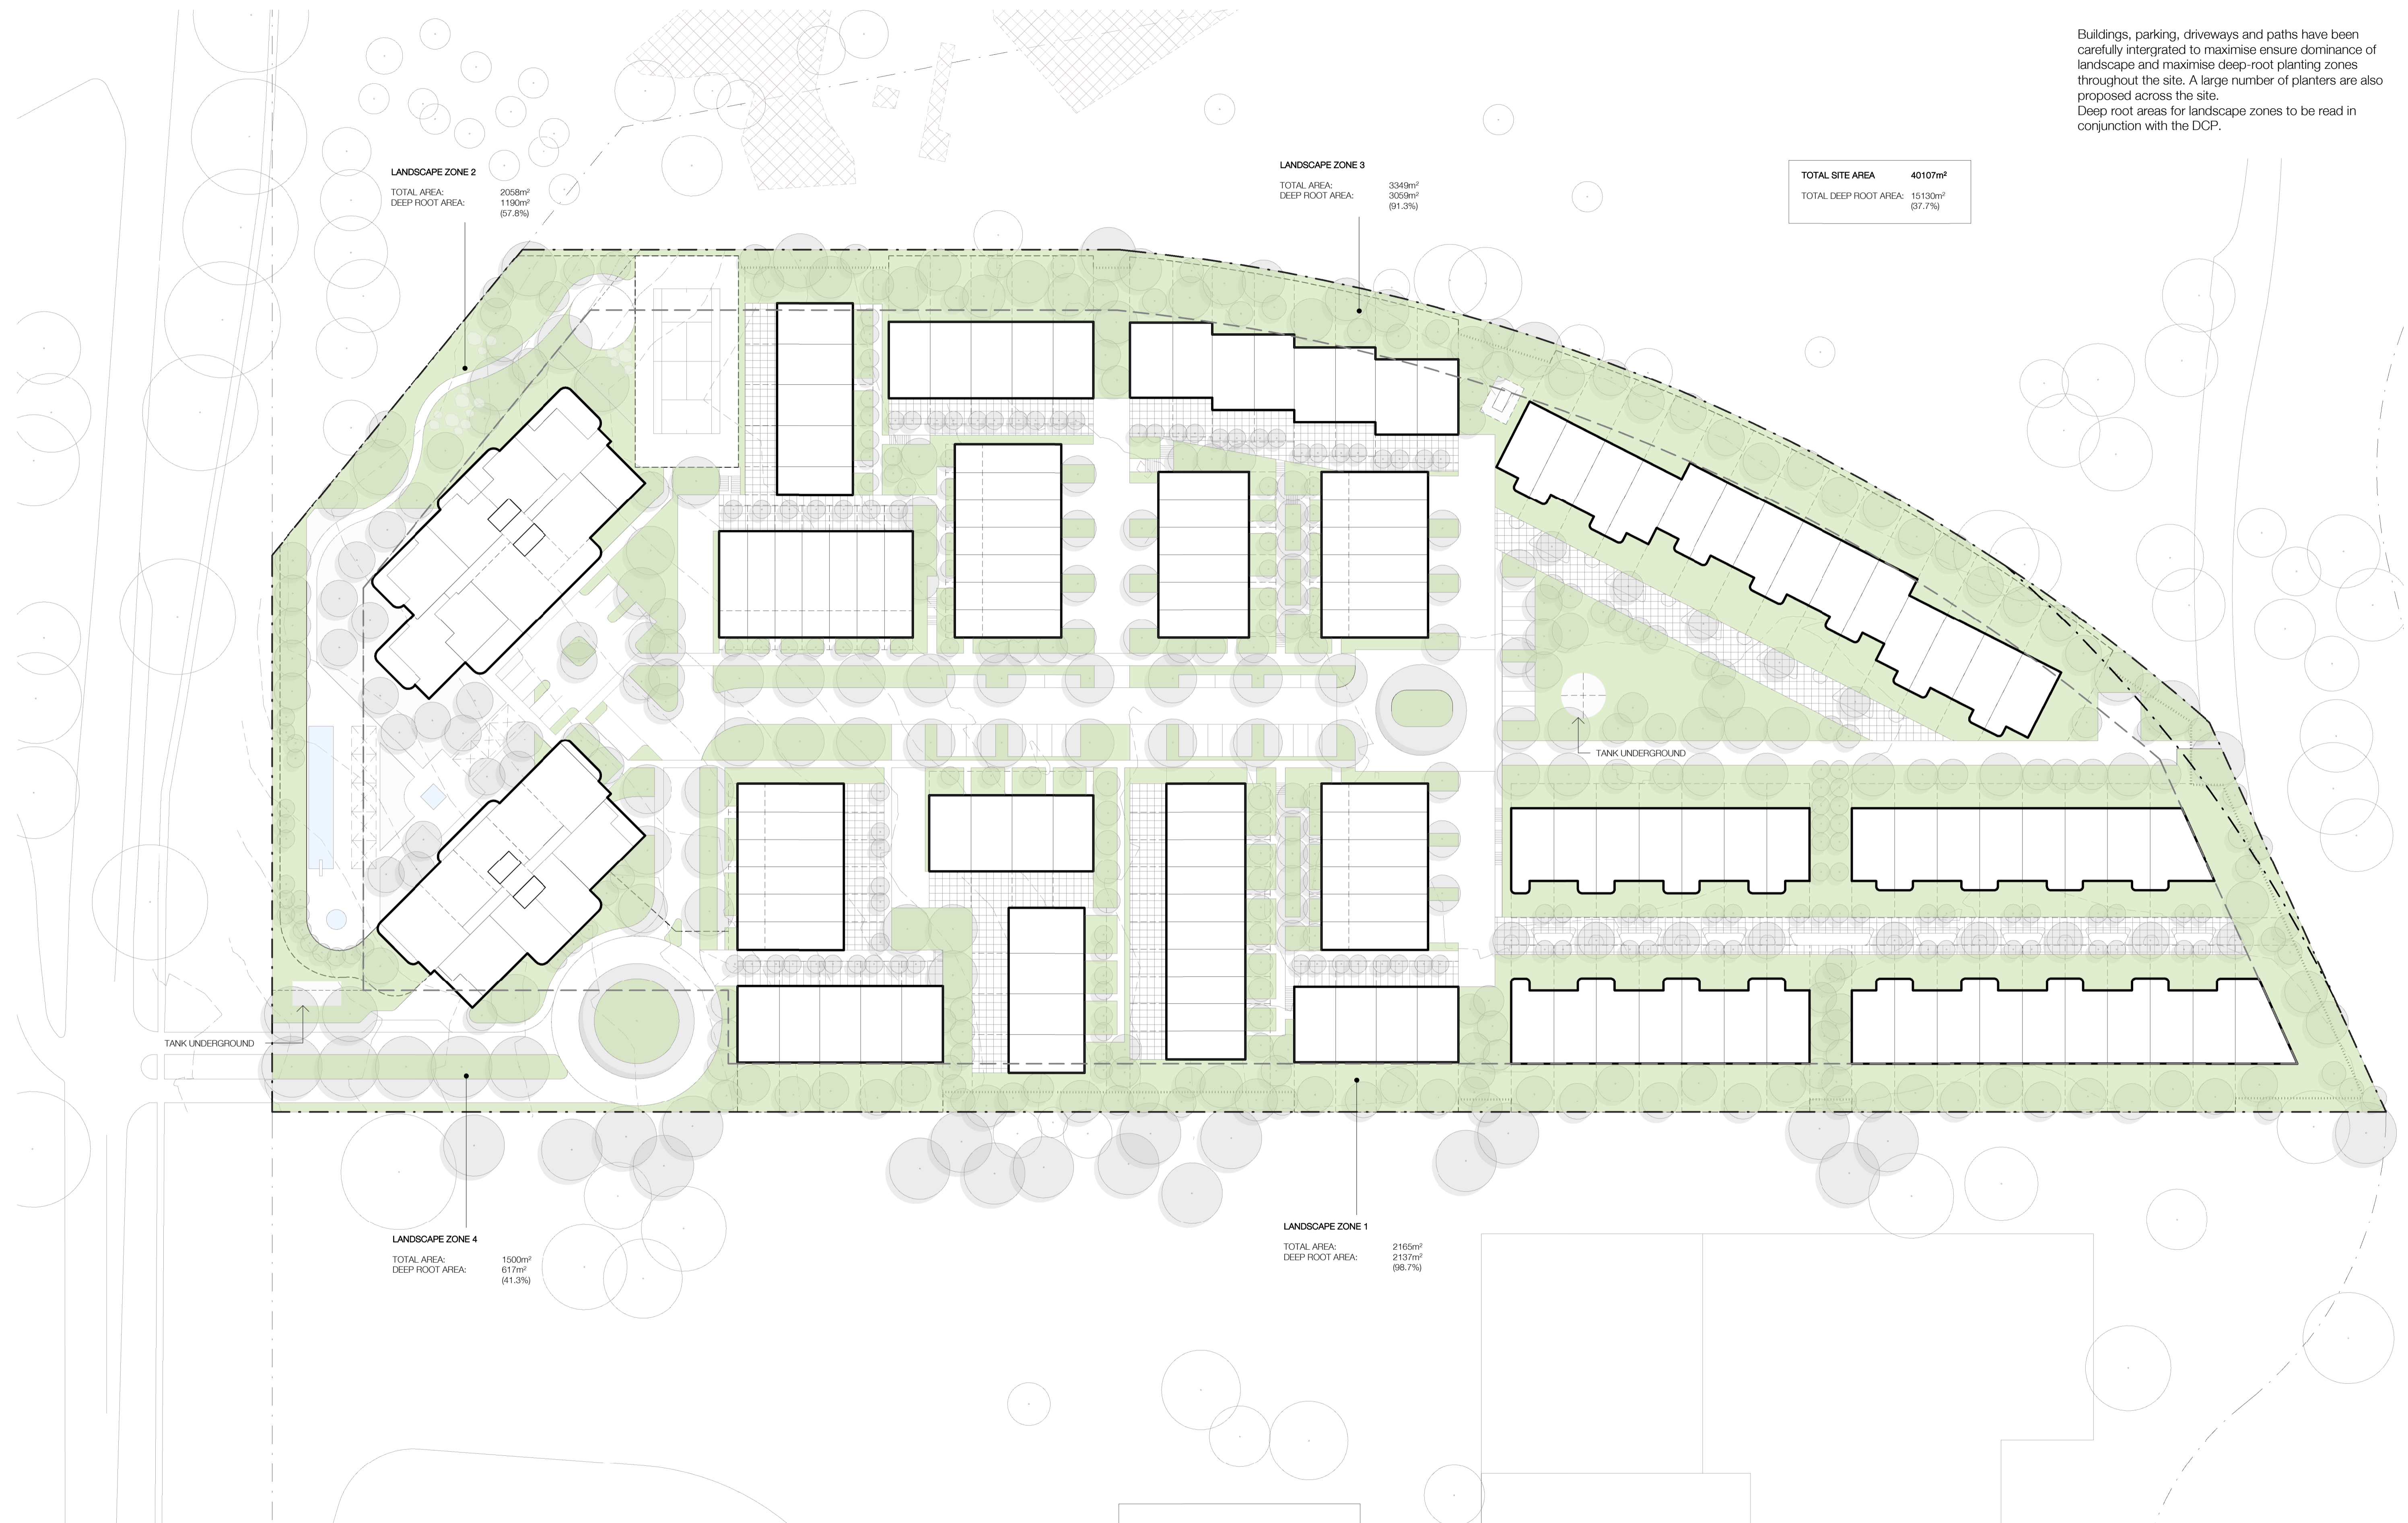 Buildings, parking, driveways and paths have been
carefully intergrated to maximise ensure dominance of
landscape and maximise deep-root planting zones
throughout the site. A large number of planters are also
proposed across the site.
Deep root areas for landscape zones to be read in
conjunction with the DCP.
LANDSCAPE ZONE 2
TOTAL AREA: 2058m²
DEEP ROOT AREA: 1190m²
(57.8%)
LANDSCAPE ZONE 3
TOTAL AREA: 3349m²
DEEP ROOT AREA: 3059m²
(91.3%)
TOTAL SITE AREA 40107m²
TOTAL DEEP ROOT AREA: 15130m²
(37.7%)
TANK UNDERGROUND
TANK UNDERGROUND
LANDSCAPE ZONE 4
TOTAL AREA: 1500m²
DEEP ROOT AREA: 617m²
(41.3%)
LANDSCAPE ZONE 1
TOTAL AREA: 2165m²
DEEP ROOT AREA: 2137m²
(98.7%)